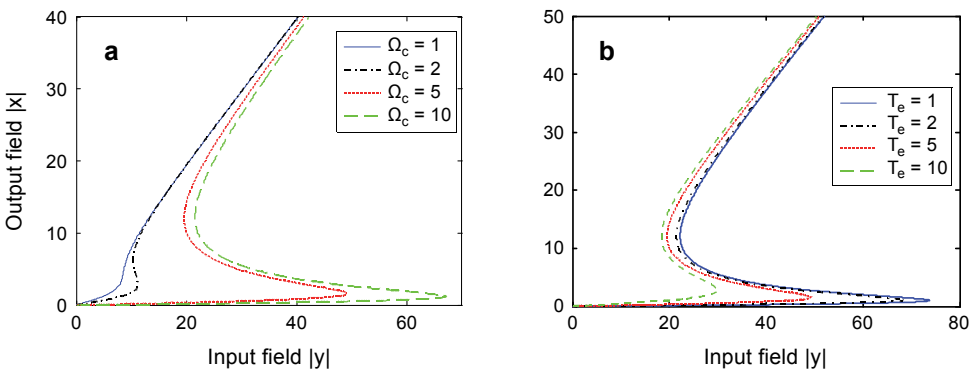 a
Ω_c = 1
Ω_c = 2
Ω_c = 5
Ω_c = 10
40
30
20
10
0
0
20
40
60
Output field |x|
Input field |y|
b
T_e = 1
T_e = 2
T_e = 5
T_e = 10
50
40
30
20
10
0
0
20
40
60
80
Input field |y|